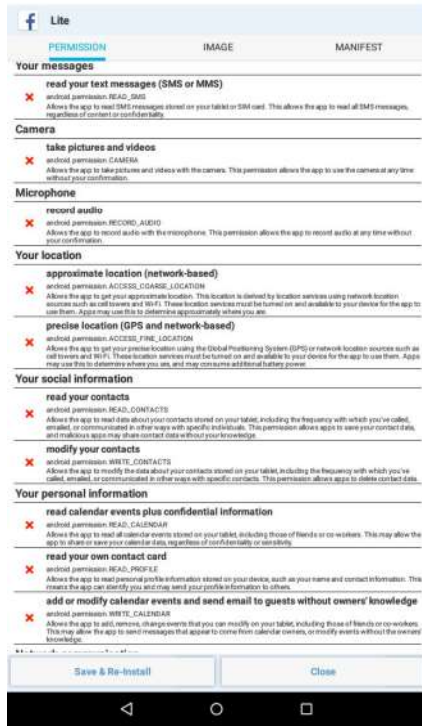 f Lite
PERMISSION IMAGE MANIFEST
Your messages
read your text messages (SMS or MMS)
android.permission.READ_SMS
Allows the app to read SMS messages stored on your tablet or SIM card. This allows the app to read all SMS messages,
regardless of content or confidentiality.
Camera
take pictures and videos
android.permission.CAMERA
Allows the app to take pictures and videos with the camera. This permission allows the app to use the camera at any time
without your confirmation.
Microphone
record audio
android.permission.RECORD_AUDIO
Allows the app to record audio with the microphone. This permission allows the app to record audio at any time without
your confirmation.
Your location
approximate location (network-based)
android.permission.ACCESS_COARSE_LOCATION
Allows the app to get your approximate location. This location is derived by location services using network location
sources such as cell towers and Wi-Fi. These location services must be turned on and available to your device for the app to
use them. Apps may use this to determine approximately where you are.
precise location (GPS and network-based)
android.permission.ACCESS_FINE_LOCATION
Allows the app to get your precise location using the Global Positioning System (GPS) or network location sources such as
cell towers and Wi-Fi. These location services must be turned on and available to your device for the app to use them. Apps
may use this to determine where you are, and may consume additional battery power.
Your social information
read your contacts
android.permission.READ_CONTACTS
Allows the app to read data about your contacts stored on your tablet, including the frequency with which you've called,
emailed, or communicated in other ways with specific individuals. This permission allows apps to save your contact data,
and malicious apps may share contact data without your knowledge.
modify your contacts
android.permission.WRITE_CONTACTS
Allows the app to modify the data about your contacts stored on your tablet, including the frequency with which you've
called, emailed, or communicated in other ways with specific contacts. This permission allows apps to delete contact data.
Your personal information
read calendar events plus confidential information
android.permission.READ_CALENDAR
Allows the app to read all calendar events stored on your tablet, including those of friends or co-workers. This may allow the
app to share or save your calendar data, regardless of confidentiality or sensitivity.
read your own contact card
android.permission.READ_PROFILE
Allows the app to read personal profile information stored on your device, such as your name and contact information. This
means the app can identify you and may send your profile information to others.
add or modify calendar events and send email to guests without owners' knowledge
android.permission.WRITE_CALENDAR
Allows the app to add, remove, change events that you can modify on your tablet, including those of friends or co-workers.
This may allow the app to send messages that appear to come from calendar owners, or modify events without the owners'
knowledge.
Save & Re-Install Close